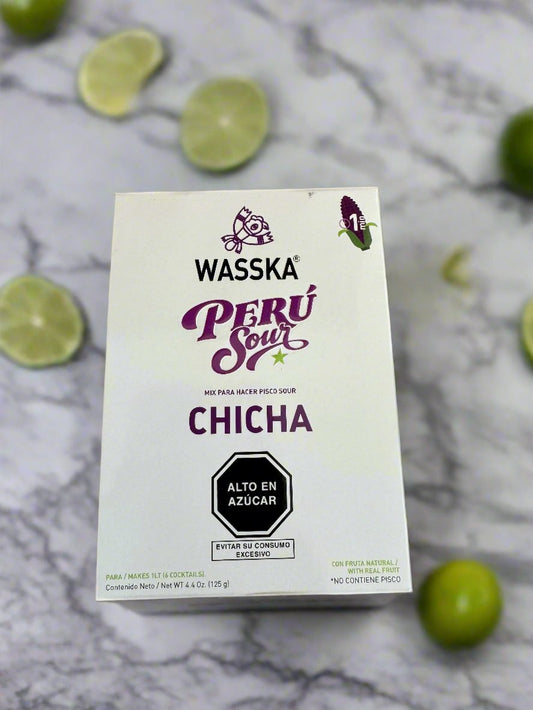 1
min
WASSKA®
PERÚ
Sour
MIX PARA HACER PISCO SOUR
CHICHA
ALTO EN
AZÚCAR
EVITAR SU CONSUMO
EXCESIVO
PARA / MAKES 1LT (6 COCKTAILS)
Contenido Neto / Net WT 4.4 Oz. (125 g)
CON FRUTA NATURAL /
WITH REAL FRUIT
*NO CONTIENE PISCO